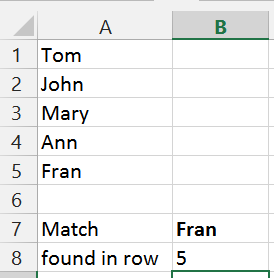 A B
1 Tom
2 John
3 Mary
4 Ann
5 Fran
6
7 Match Fran
8 found in row 5